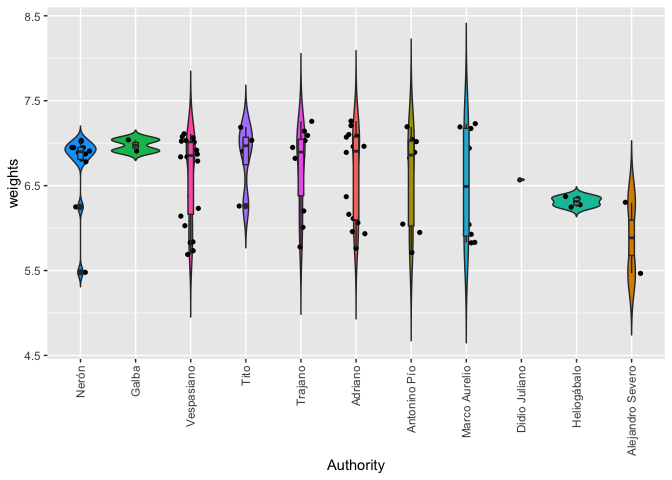 8.5
7.5
6.5
5.5
4.5
weights
Nerón
Galba
Vespasiano
Tito
Trajano
Adriano
Antonino Pío
Marco Aurelio
Didio Juliano
Heliogábalo
Alejandro Severo
Authority